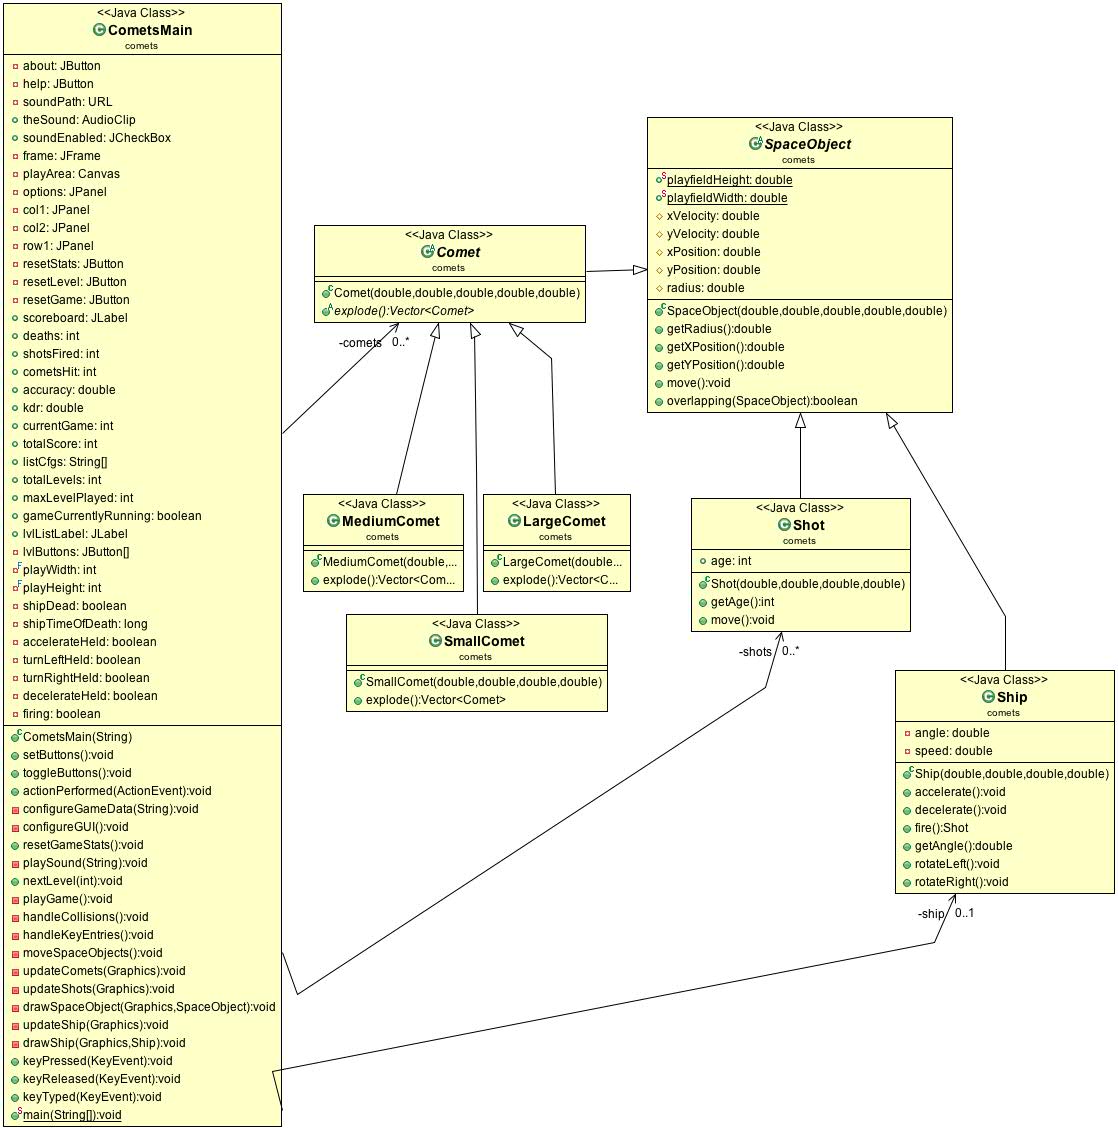 <<Java Class>>
CometsMain
comets
about: JButton
help: JButton
soundPath: URL
theSound: AudioClip
soundEnabled: JCheckBox
frame: JFrame
playArea: Canvas
options: JPanel
col1: JPanel
col2: JPanel
row1: JPanel
resetStats: JButton
resetLevel: JButton
resetGame: JButton
scoreboard: JLabel
deaths: int
shotsFired: int
cometsHit: int
accuracy: double
kdr: double
currentGame: int
totalScore: int
listCfgs: String[]
totalLevels: int
maxLevelPlayed: int
gameCurrentlyRunning: boolean
lvlListLabel: JLabel
lvlButtons: JButton[]
playWidth: int
playHeight: int
shipDead: boolean
shipTimeOfDeath: long
accelerateHeld: boolean
turnLeftHeld: boolean
turnRightHeld: boolean
decelerateHeld: boolean
firing: boolean
CometsMain(String)
setButtons():void
toggleButtons():void
actionPerformed(ActionEvent):void
configureGameData(String):void
configureGUI():void
resetGameStats():void
playSound(String):void
nextLevel(int):void
playGame():void
handleCollisions():void
handleKeyEntries():void
moveSpaceObjects():void
updateComets(Graphics):void
updateShots(Graphics):void
drawSpaceObject(Graphics,SpaceObject):void
updateShip(Graphics):void
drawShip(Graphics,Ship):void
keyPressed(KeyEvent):void
keyReleased(KeyEvent):void
keyTyped(KeyEvent):void
main(String[]):void
<<Java Class>>
Comet
comets
Comet(double,double,double,double,double)
explode():Vector<Comet>
-comets 0..*
<<Java Class>>
SpaceObject
comets
playfieldHeight: double
playfieldWidth: double
xVelocity: double
yVelocity: double
xPosition: double
yPosition: double
radius: double
SpaceObject(double,double,double,double,double)
getRadius():double
getXPosition():double
getYPosition():double
move():void
overlapping(SpaceObject):boolean
<<Java Class>>
MediumComet
comets
MediumComet(double,...
explode():Vector<Com...
<<Java Class>>
LargeComet
comets
LargeComet(double...
explode():Vector<C...
<<Java Class>>
SmallComet
comets
SmallComet(double,double,double,double)
explode():Vector<Comet>
<<Java Class>>
Shot
comets
age: int
Shot(double,double,double,double)
getAge():int
move():void
-shots 0..*
<<Java Class>>
Ship
comets
angle: double
speed: double
Ship(double,double,double,double)
accelerate():void
decelerate():void
fire():Shot
getAngle():double
rotateLeft():void
rotateRight():void
-ship 0..1